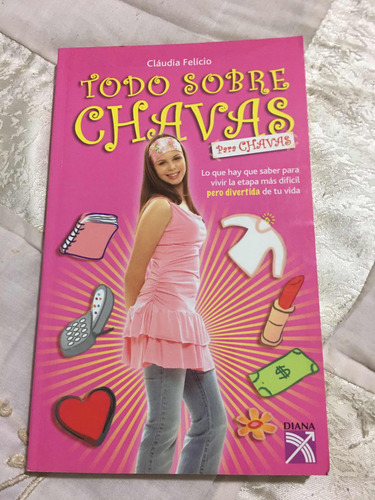 Cláudia Felício
TODO SOBRE
CHAVAS
Para CHAVAS
Lo que hay que saber para
vivir la etapa más difícil
pero divertida de tu vida
$
DIANA